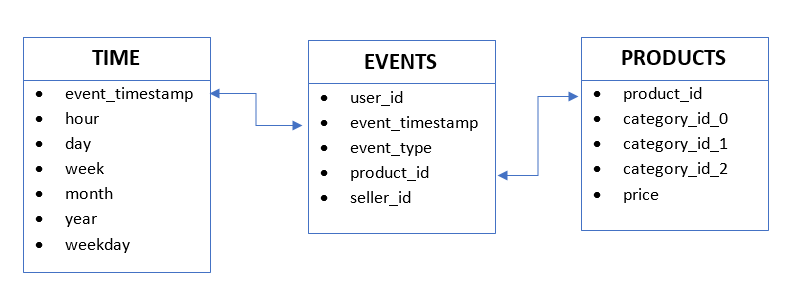 TIME
• event_timestamp
• hour
• day
• week
• month
• year
• weekday
EVENTS
• user_id
• event_timestamp
• event_type
• product_id
• seller_id
PRODUCTS
• product_id
• category_id_0
• category_id_1
• category_id_2
• price